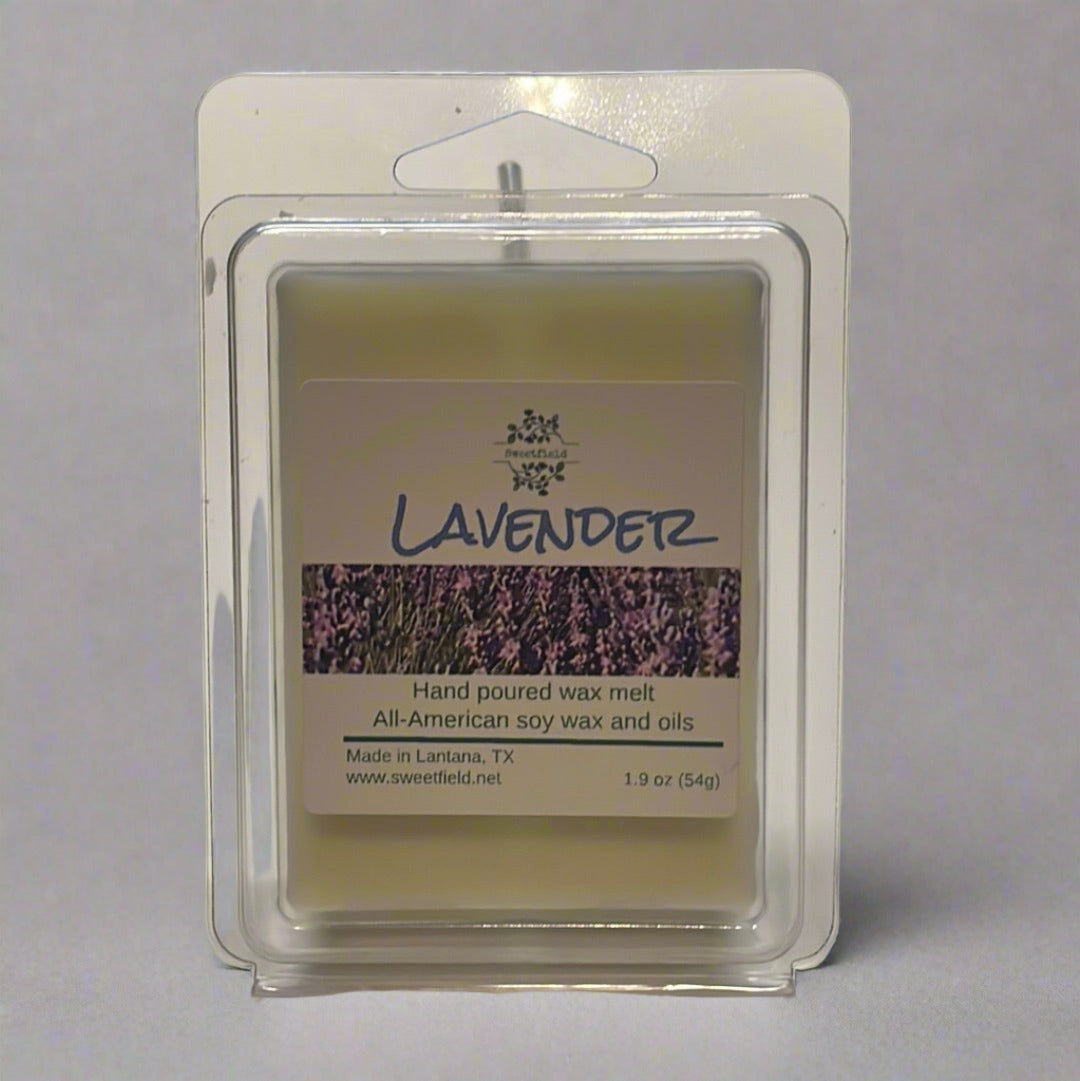 Sweetfield
LAVENDER
Hand poured wax melt
All-American soy wax and oils
Made in Lantana, TX
www.sweetfield.net
1.9 oz (54g)